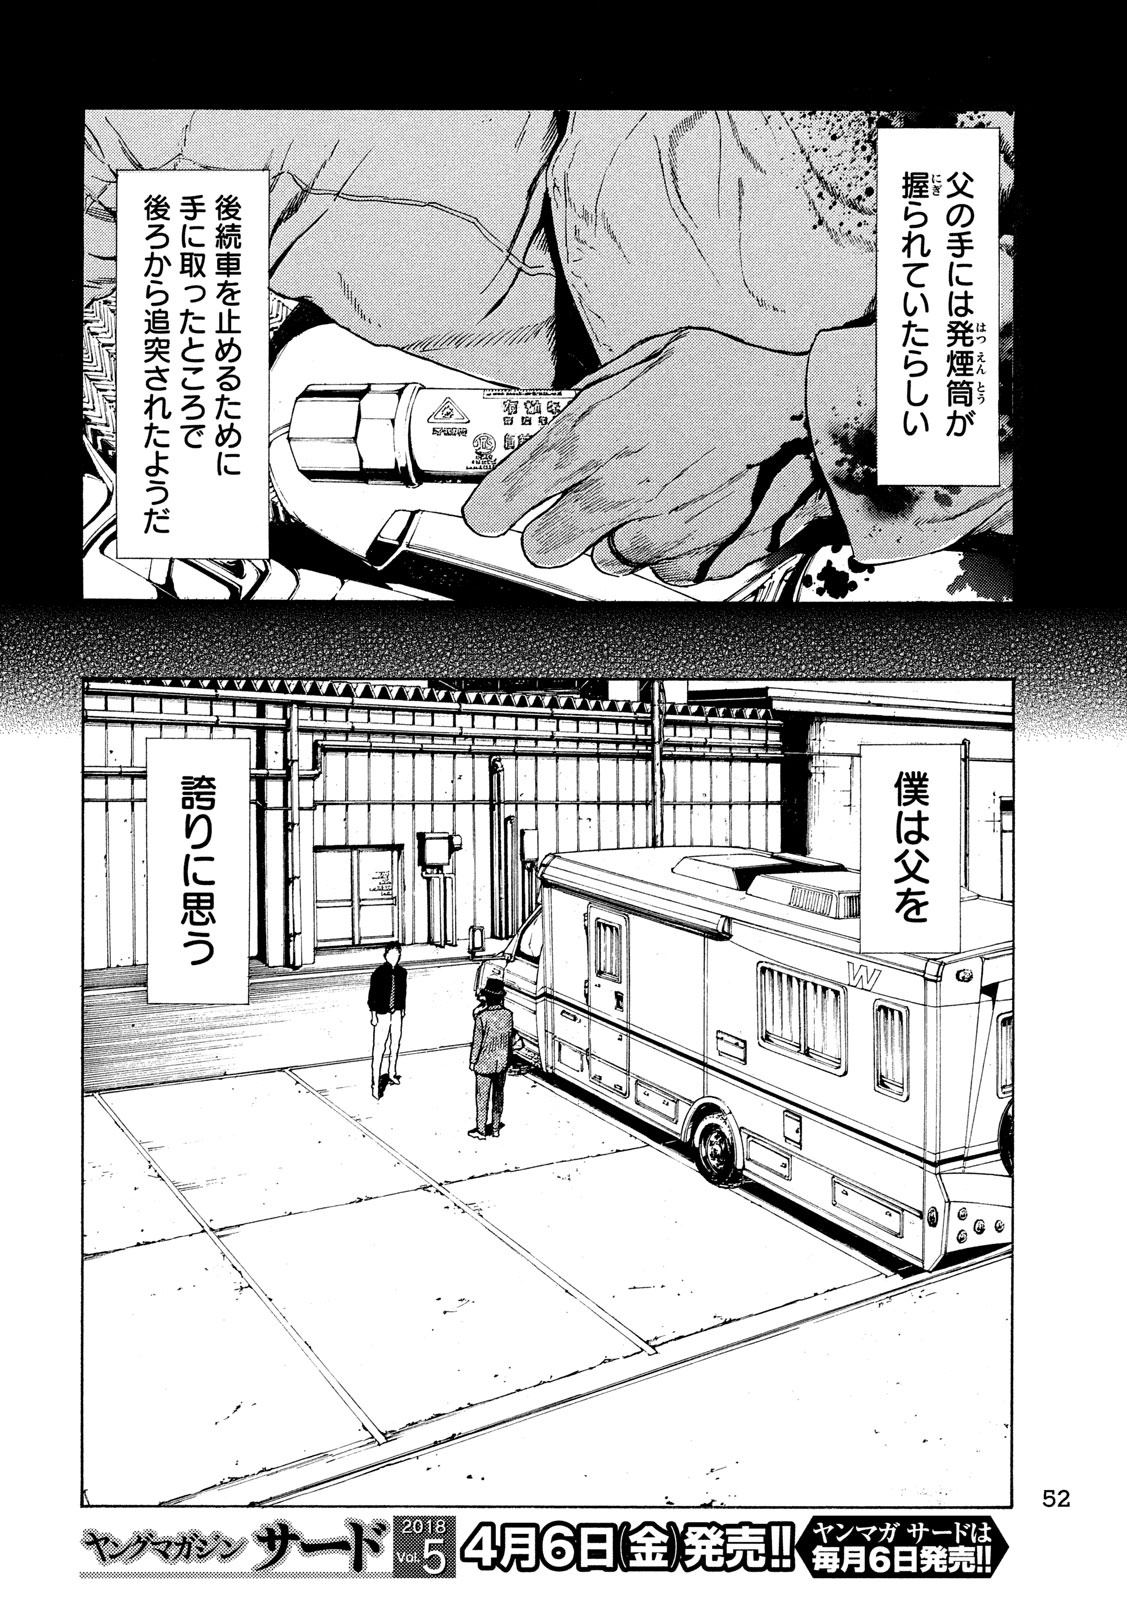 父の手には発煙筒が
握られていたらしい
後続車を止めるために
手に取ったところで
後ろから追突されたようだ
僕は父を
誇りに思う
W
52
ヤングマガジン サード
2018
Vol.5
4月6日(金)発売!!
ヤンマガ サードは
毎月6日発売!!